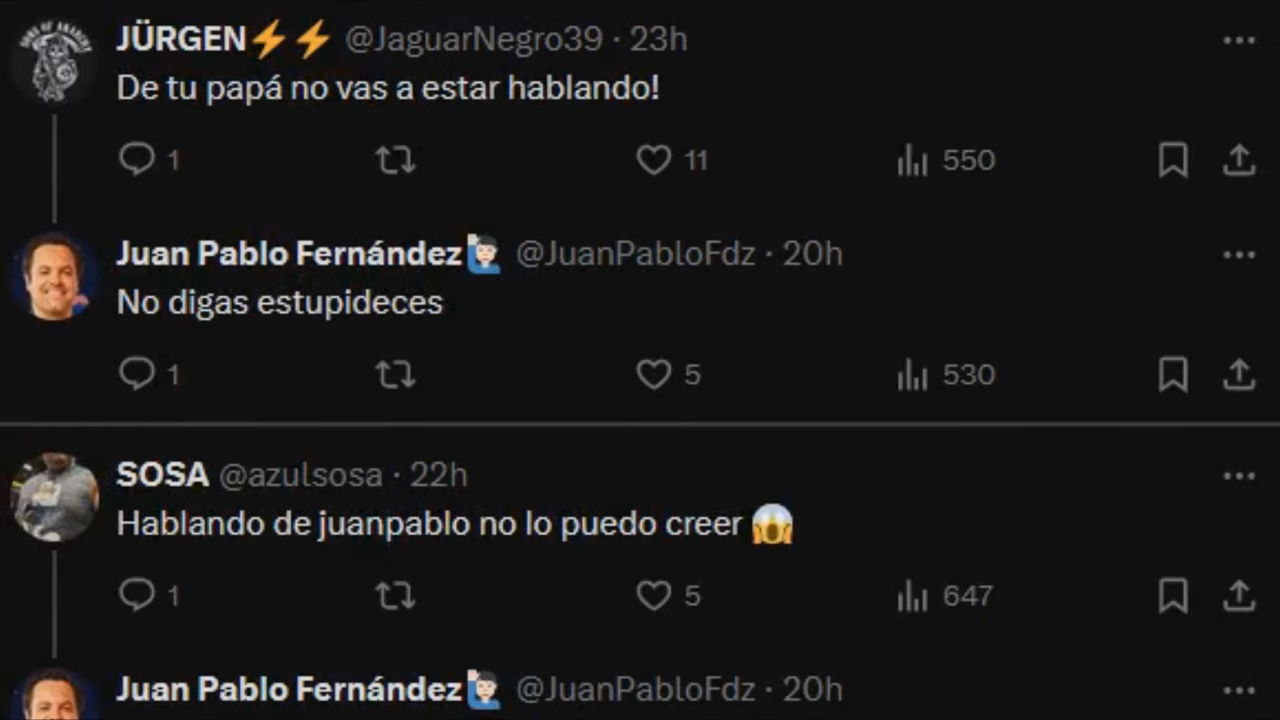 JÜRGEN⚡⚡ @JaguarNegro39 · 23h
De tu papá no vas a estar hablando!
1 11 550
Juan Pablo Fernández🙋🏻‍♂️ @JuanPabloFdz · 20h
No digas estupideces
1 5 530
SOSA @azulsosa · 22h
Hablando de juanpablo no lo puedo creer 😱
1 5 647
Juan Pablo Fernández🙋🏻‍♂️ @JuanPabloFdz · 20h